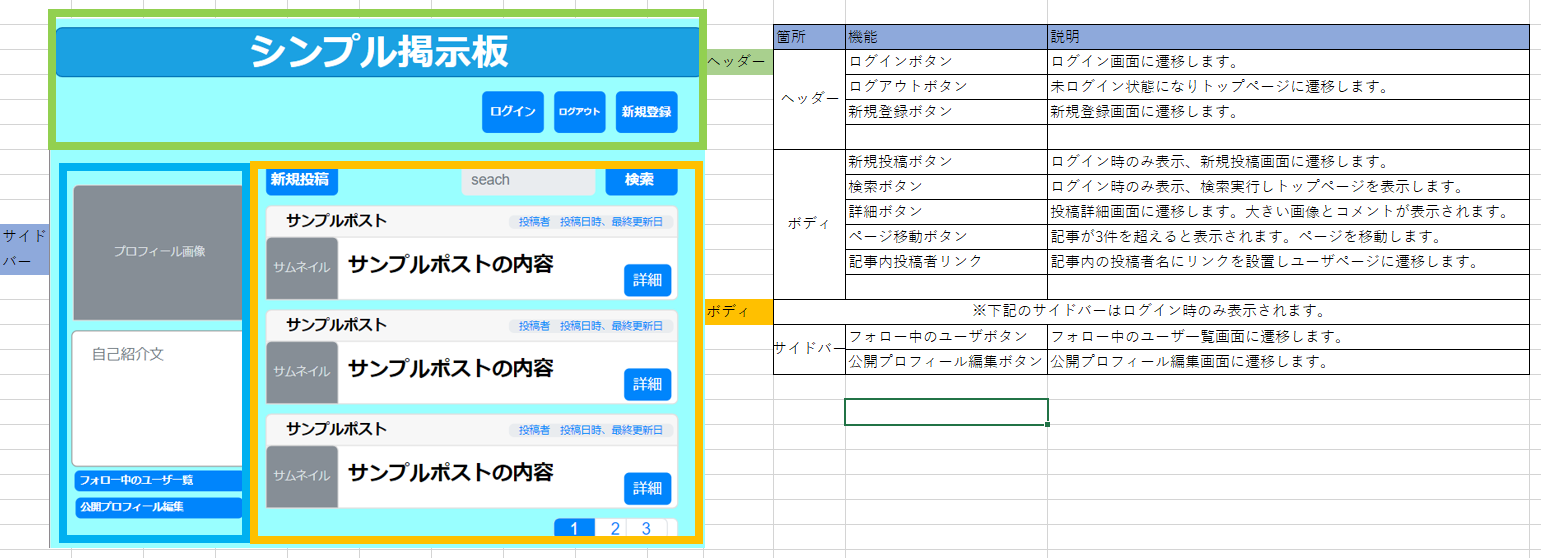 シンプル掲示板
ログイン
ログアウト
新規登録
ヘッダー
サイド
バー
ボディ
プロフィール画像
自己紹介文
フォロー中のユーザ一覧
公開プロフィール編集
新規投稿
seach
検索
サンプルポスト
投稿者 投稿日時、最終更新日
サムネイル
サンプルポストの内容
詳細
サンプルポスト
投稿者 投稿日時、最終更新日
サムネイル
サンプルポストの内容
詳細
サンプルポスト
投稿者 投稿日時、最終更新日
サムネイル
サンプルポストの内容
詳細
1 2 3
箇所 機能 説明
ヘッダー
ログインボタン ログイン画面に遷移します。
ログアウトボタン 未ログイン状態になりトップページに遷移します。
新規登録ボタン 新規登録画面に遷移します。
ボディ
新規投稿ボタン ログイン時のみ表示、新規投稿画面に遷移します。
検索ボタン ログイン時のみ表示、検索実行しトップページを表示します。
詳細ボタン 投稿詳細画面に遷移します。大きい画像とコメントが表示されます。
ページ移動ボタン 記事が3件を超えると表示されます。ページを移動します。
記事内投稿者リンク 記事内の投稿者名にリンクを設置しユーザページに遷移します。
※下記のサイドバーはログイン時のみ表示されます。
サイドバー
フォロー中のユーザボタン フォロー中のユーザ一覧画面に遷移します。
公開プロフィール編集ボタン 公開プロフィール編集画面に遷移します。